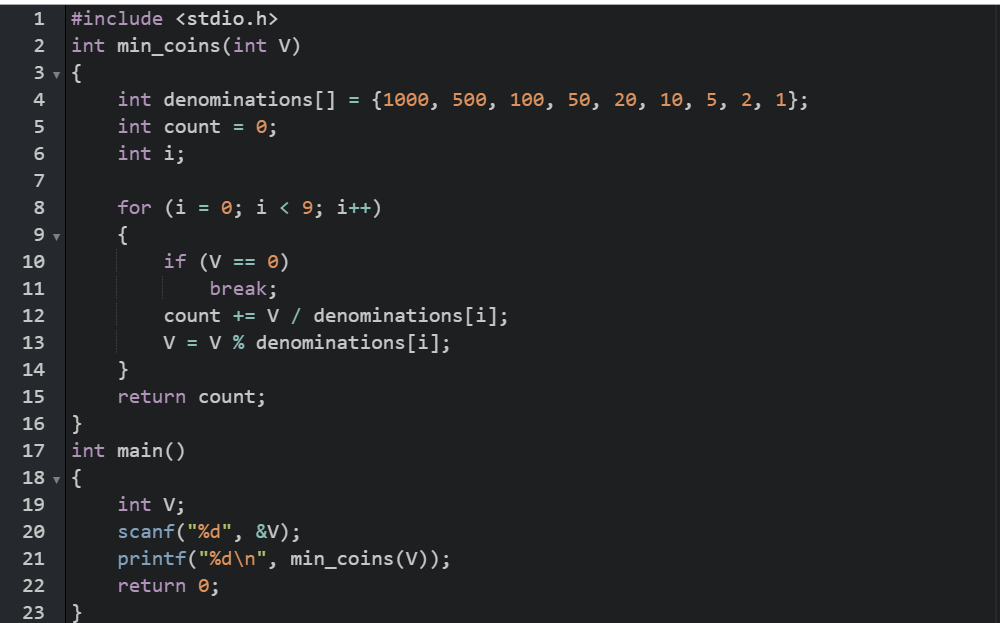 1 #include <stdio.h>
2 int min_coins(int V)
3 {
4     int denominations[] = {1000, 500, 100, 50, 20, 10, 5, 2, 1};
5     int count = 0;
6     int i;
7
8     for (i = 0; i < 9; i++)
9     {
10         if (V == 0)
11             break;
12         count += V / denominations[i];
13         V = V % denominations[i];
14     }
15     return count;
16 }
17 int main()
18 {
19     int V;
20     scanf("%d", &V);
21     printf("%d\n", min_coins(V));
22     return 0;
23 }